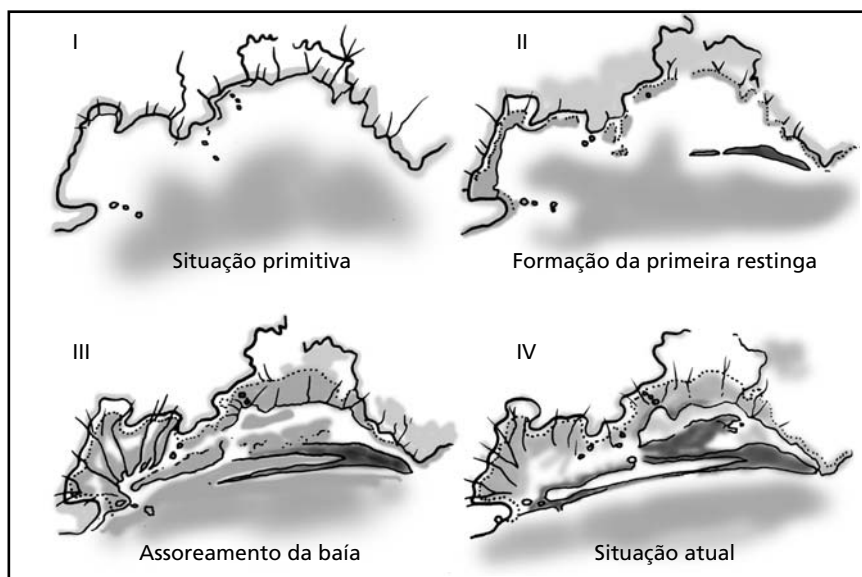 I
II
Situação primitiva
Formação da primeira restinga
III
IV
Assoreamento da baía
Situação atual